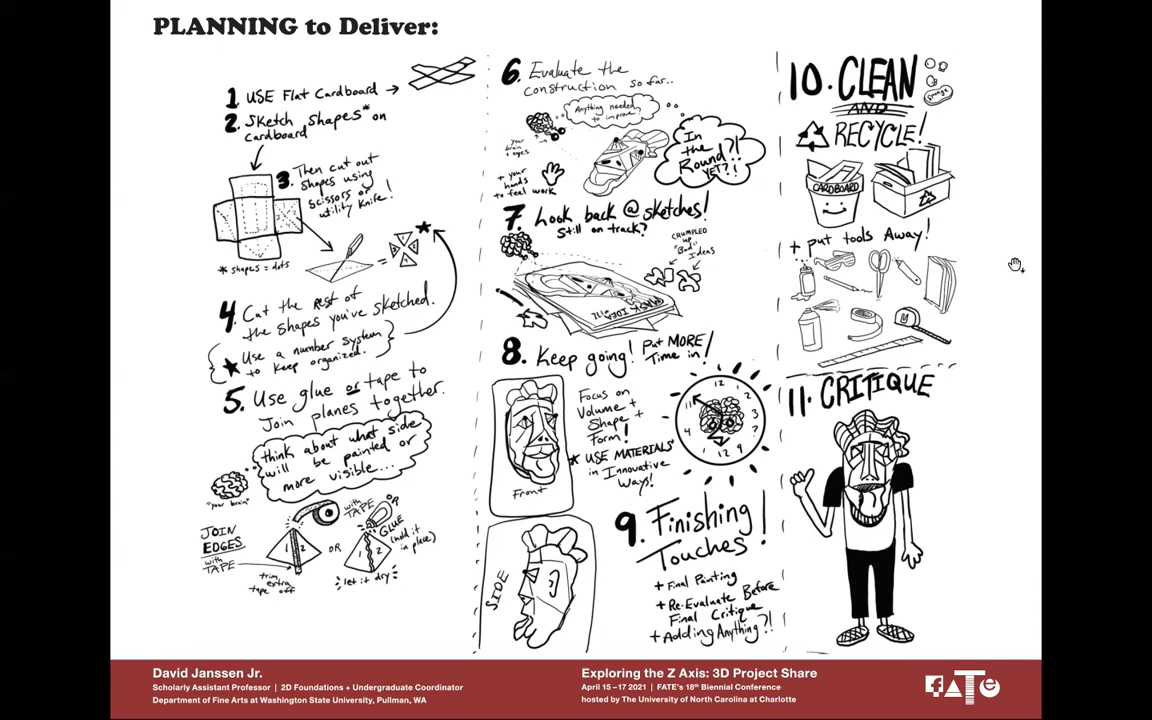 PLANNING to Deliver:
1. USE Flat Cardboard →
2. Sketch shapes* on
cardboard
3. Then cut out
shapes using
scissors or
utility knife!
* shapes = dots
4. Cut the rest of
the shapes you've sketched.
★ Use a number system
to keep organized.
5. Use glue or tape to
Join planes together.
think about what side
will be painted or
more visible...
"your brain"
JOIN
EDGES
with
TAPE
1 2
trim
extra
tape off
with
TAPE
OR
GLUE
(hold it
in place)
1 2
let it dry
6. Evaluate the
construction so far..
Anything needed
to improve
your
brain
+ eyes
+ your
hands
to feel work
In
the
Round?!
YET?!
7. Look back @ sketches!
Still on track?
CRUMPLED
up
"Bad"
Ideas
8. Keep going! Put MORE
Time in!
Front
Focus on
Volume +
Shape +
Form!
* USE MATERIALS
in Innovative
Ways!
SIDE
9. Finishing
Touches!
+ Final Painting
+ Re-Evaluate Before
Final Critique
+ Adding Anything?!
10. CLEAN
AND
RECYCLE!
sponge
CARDBOARD
+ put tools Away!
11. CRITIQUE
David Janssen Jr.
Scholarly Assistant Professor | 2D Foundations + Undergraduate Coordinator
Department of Fine Arts at Washington State University, Pullman, WA
Exploring the Z Axis: 3D Project Share
April 15 – 17 2021 | FATE's 18th Biennial Conference
hosted by The University of North Carolina at Charlotte
fATe